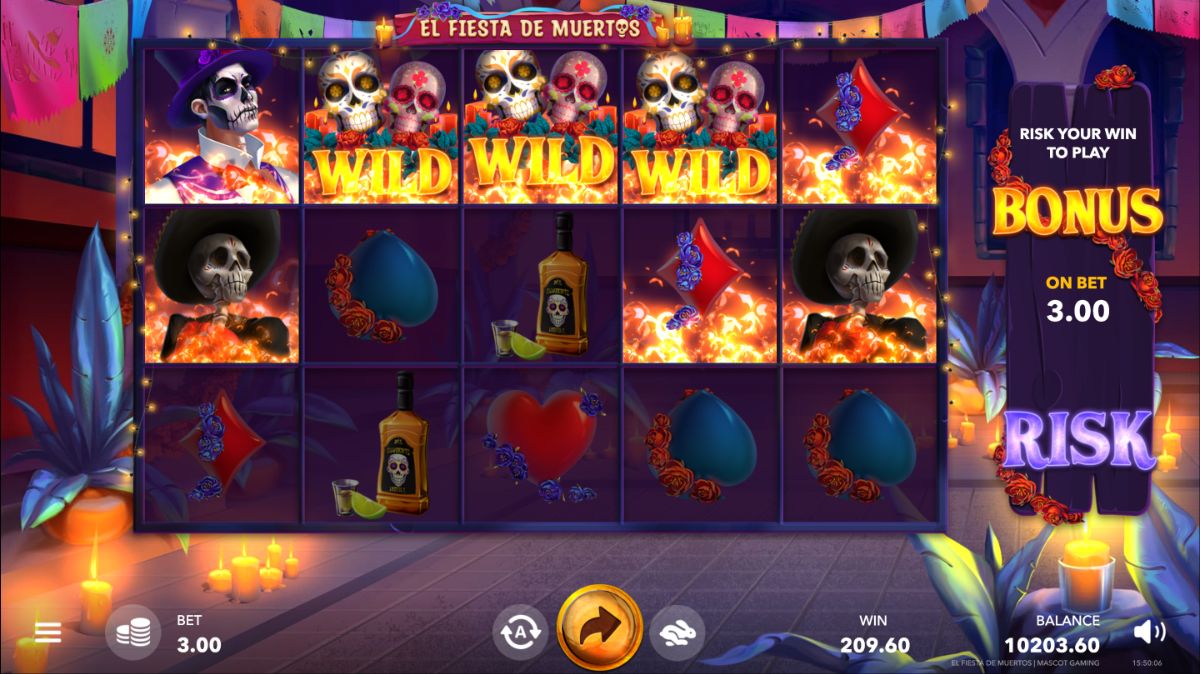 EL FIESTA DE MUERTOS
WILD
WILD
WILD
RISK YOUR WIN
TO PLAY
BONUS
ON BET
3.00
RISK
BET
3.00
A
WIN
209.60
BALANCE
10203.60
EL FIESTA DE MUERTOS | MASCOT GAMING
15:50:06